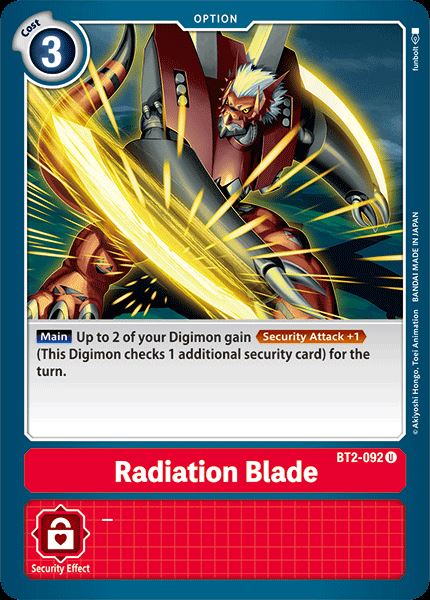 OPTION
Cost
3
funbolt
© Akiyoshi Hongo, Toei Animation BANDAI MADE IN JAPAN
Main Up to 2 of your Digimon gain Security Attack +1
(This Digimon checks 1 additional security card) for the
turn.
BT2-092 U
Radiation Blade
–
Security Effect